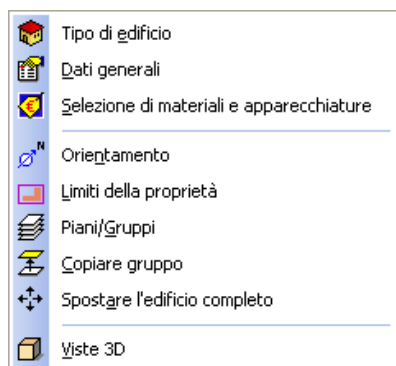 Tipo di edificio
Dati generali
Selezione di materiali e apparecchiature
N
Orientamento
Limiti della proprietà
Piani/Gruppi
Copiare gruppo
Spostare l'edificio completo
Viste 3D